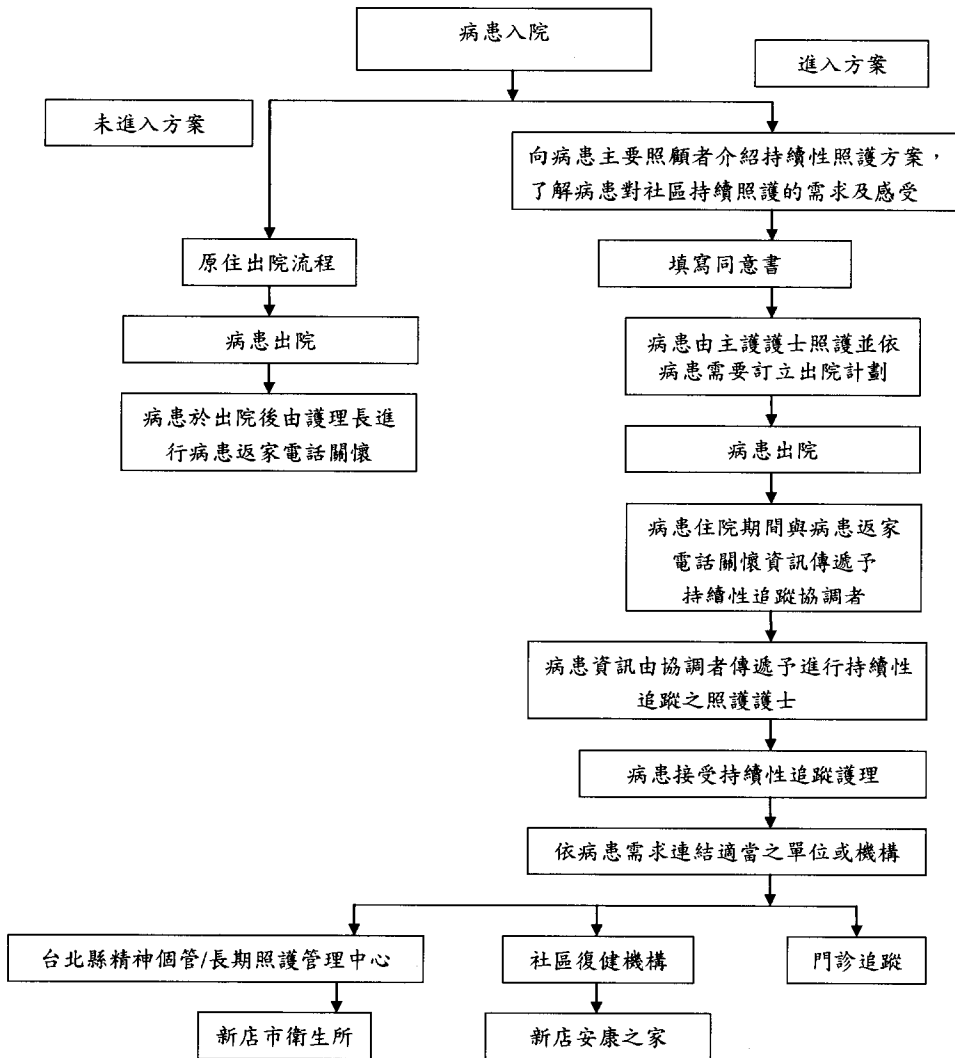 病患入院
進入方案
未進入方案
向病患主要照顧者介紹持續性照護方案，
了解病患對社區持續照護的需求及感受
原住出院流程
填寫同意書
病患出院
病患由主護護士照護並依
病患需要訂立出院計劃
病患於出院後由護理長進
行病患返家電話關懷
病患出院
病患住院期間與病患返家
電話關懷資訊傳遞予
持續性追蹤協調者
病患資訊由協調者傳遞予進行持續性
追蹤之照護護士
病患接受持續性追蹤護理
依病患需求連結適當之單位或機構
台北縣精神個管/長期照護管理中心
社區復健機構
門診追蹤
新店市衛生所
新店安康之家